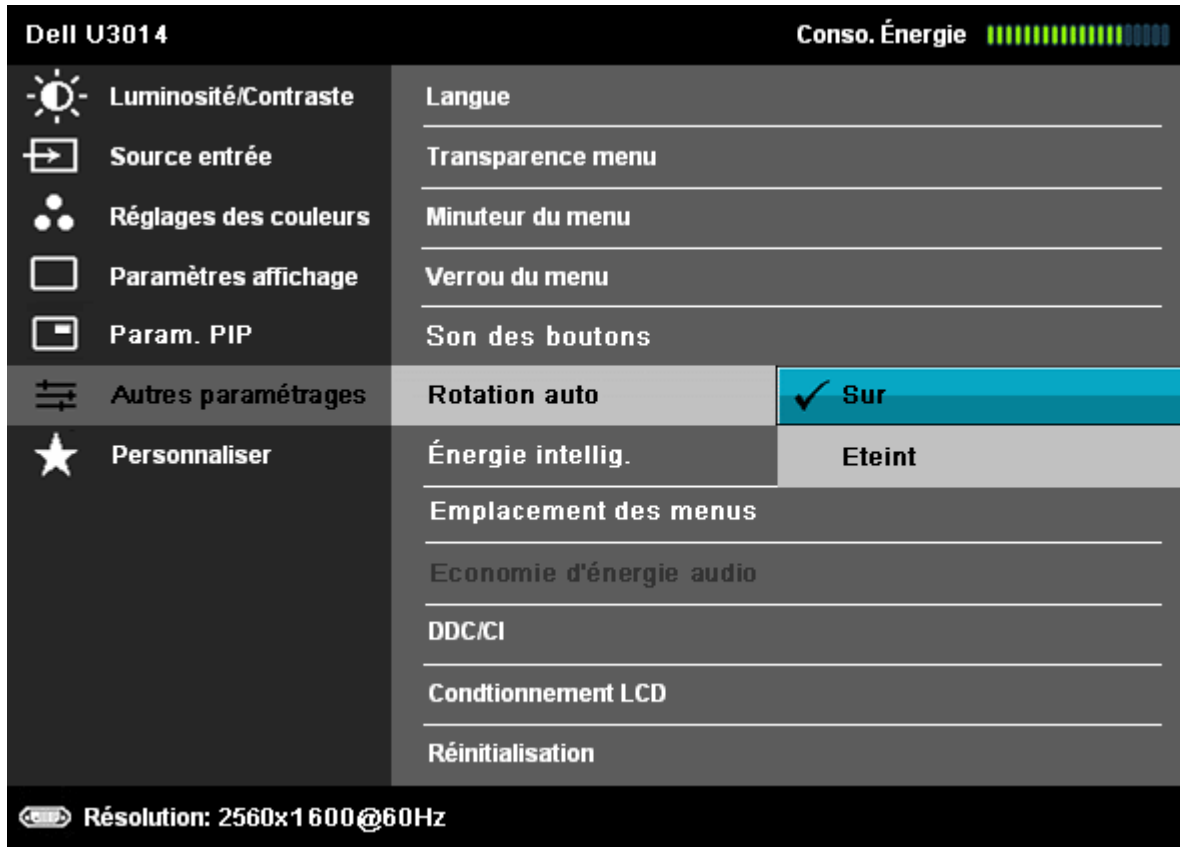 Dell U3014 Conso. Énergie
Luminosité/Contraste
Source entrée
Réglages des couleurs
Paramètres affichage
Param. PIP
Autres paramétrages
Personnaliser
Langue
Transparence menu
Minuteur du menu
Verrou du menu
Son des boutons
Rotation auto
Énergie intellig.
Emplacement des menus
Economie d'énergie audio
DDC/CI
Condtionnement LCD
Réinitialisation
Sur
Eteint
Résolution: 2560x1600@60Hz